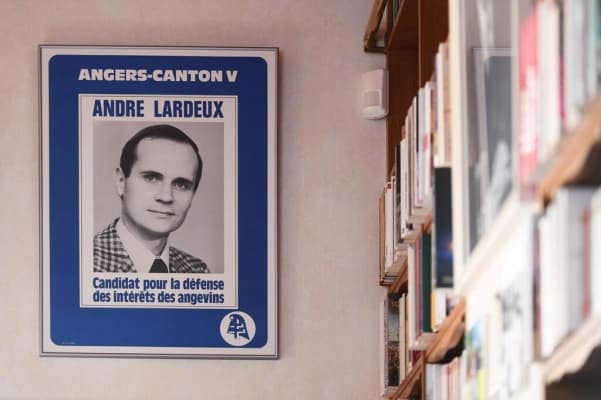 ANGERS-CANTON V
ANDRE LARDEUX
Candidat pour la défense
des intérêts des angevins